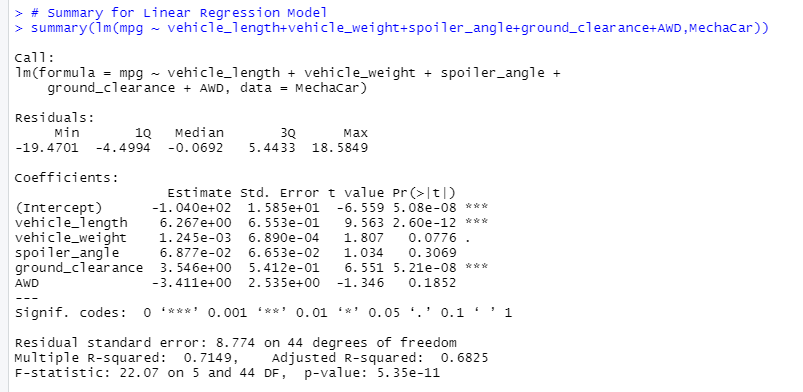 > # Summary for Linear Regression Model
> summary(lm(mpg ~ vehicle_length+vehicle_weight+spoiler_angle+ground_clearance+AWD,MechaCar))
Call:
lm(formula = mpg ~ vehicle_length + vehicle_weight + spoiler_angle +
    ground_clearance + AWD, data = MechaCar)
Residuals:
     Min       1Q   Median       3Q      Max
-19.4701  -4.4994  -0.0692   5.4433  18.5849
Coefficients:
                   Estimate Std. Error t value Pr(>|t|)
(Intercept)      -1.040e+02  1.585e+01  -6.559 5.08e-08 ***
vehicle_length    6.267e+00  6.553e-01   9.563 2.60e-12 ***
vehicle_weight    1.245e-03  6.890e-04   1.807   0.0776 .
spoiler_angle     6.877e-02  6.653e-02   1.034   0.3069
ground_clearance  3.546e+00  5.412e-01   6.551 5.21e-08 ***
AWD              -3.411e+00  2.535e+00  -1.346   0.1852
---
Signif. codes:  0 ‘***’ 0.001 ‘**’ 0.01 ‘*’ 0.05 ‘.’ 0.1 ‘ ’ 1
Residual standard error: 8.774 on 44 degrees of freedom
Multiple R-squared:  0.7149,	Adjusted R-squared:  0.6825
F-statistic: 22.07 on 5 and 44 DF,  p-value: 5.35e-11